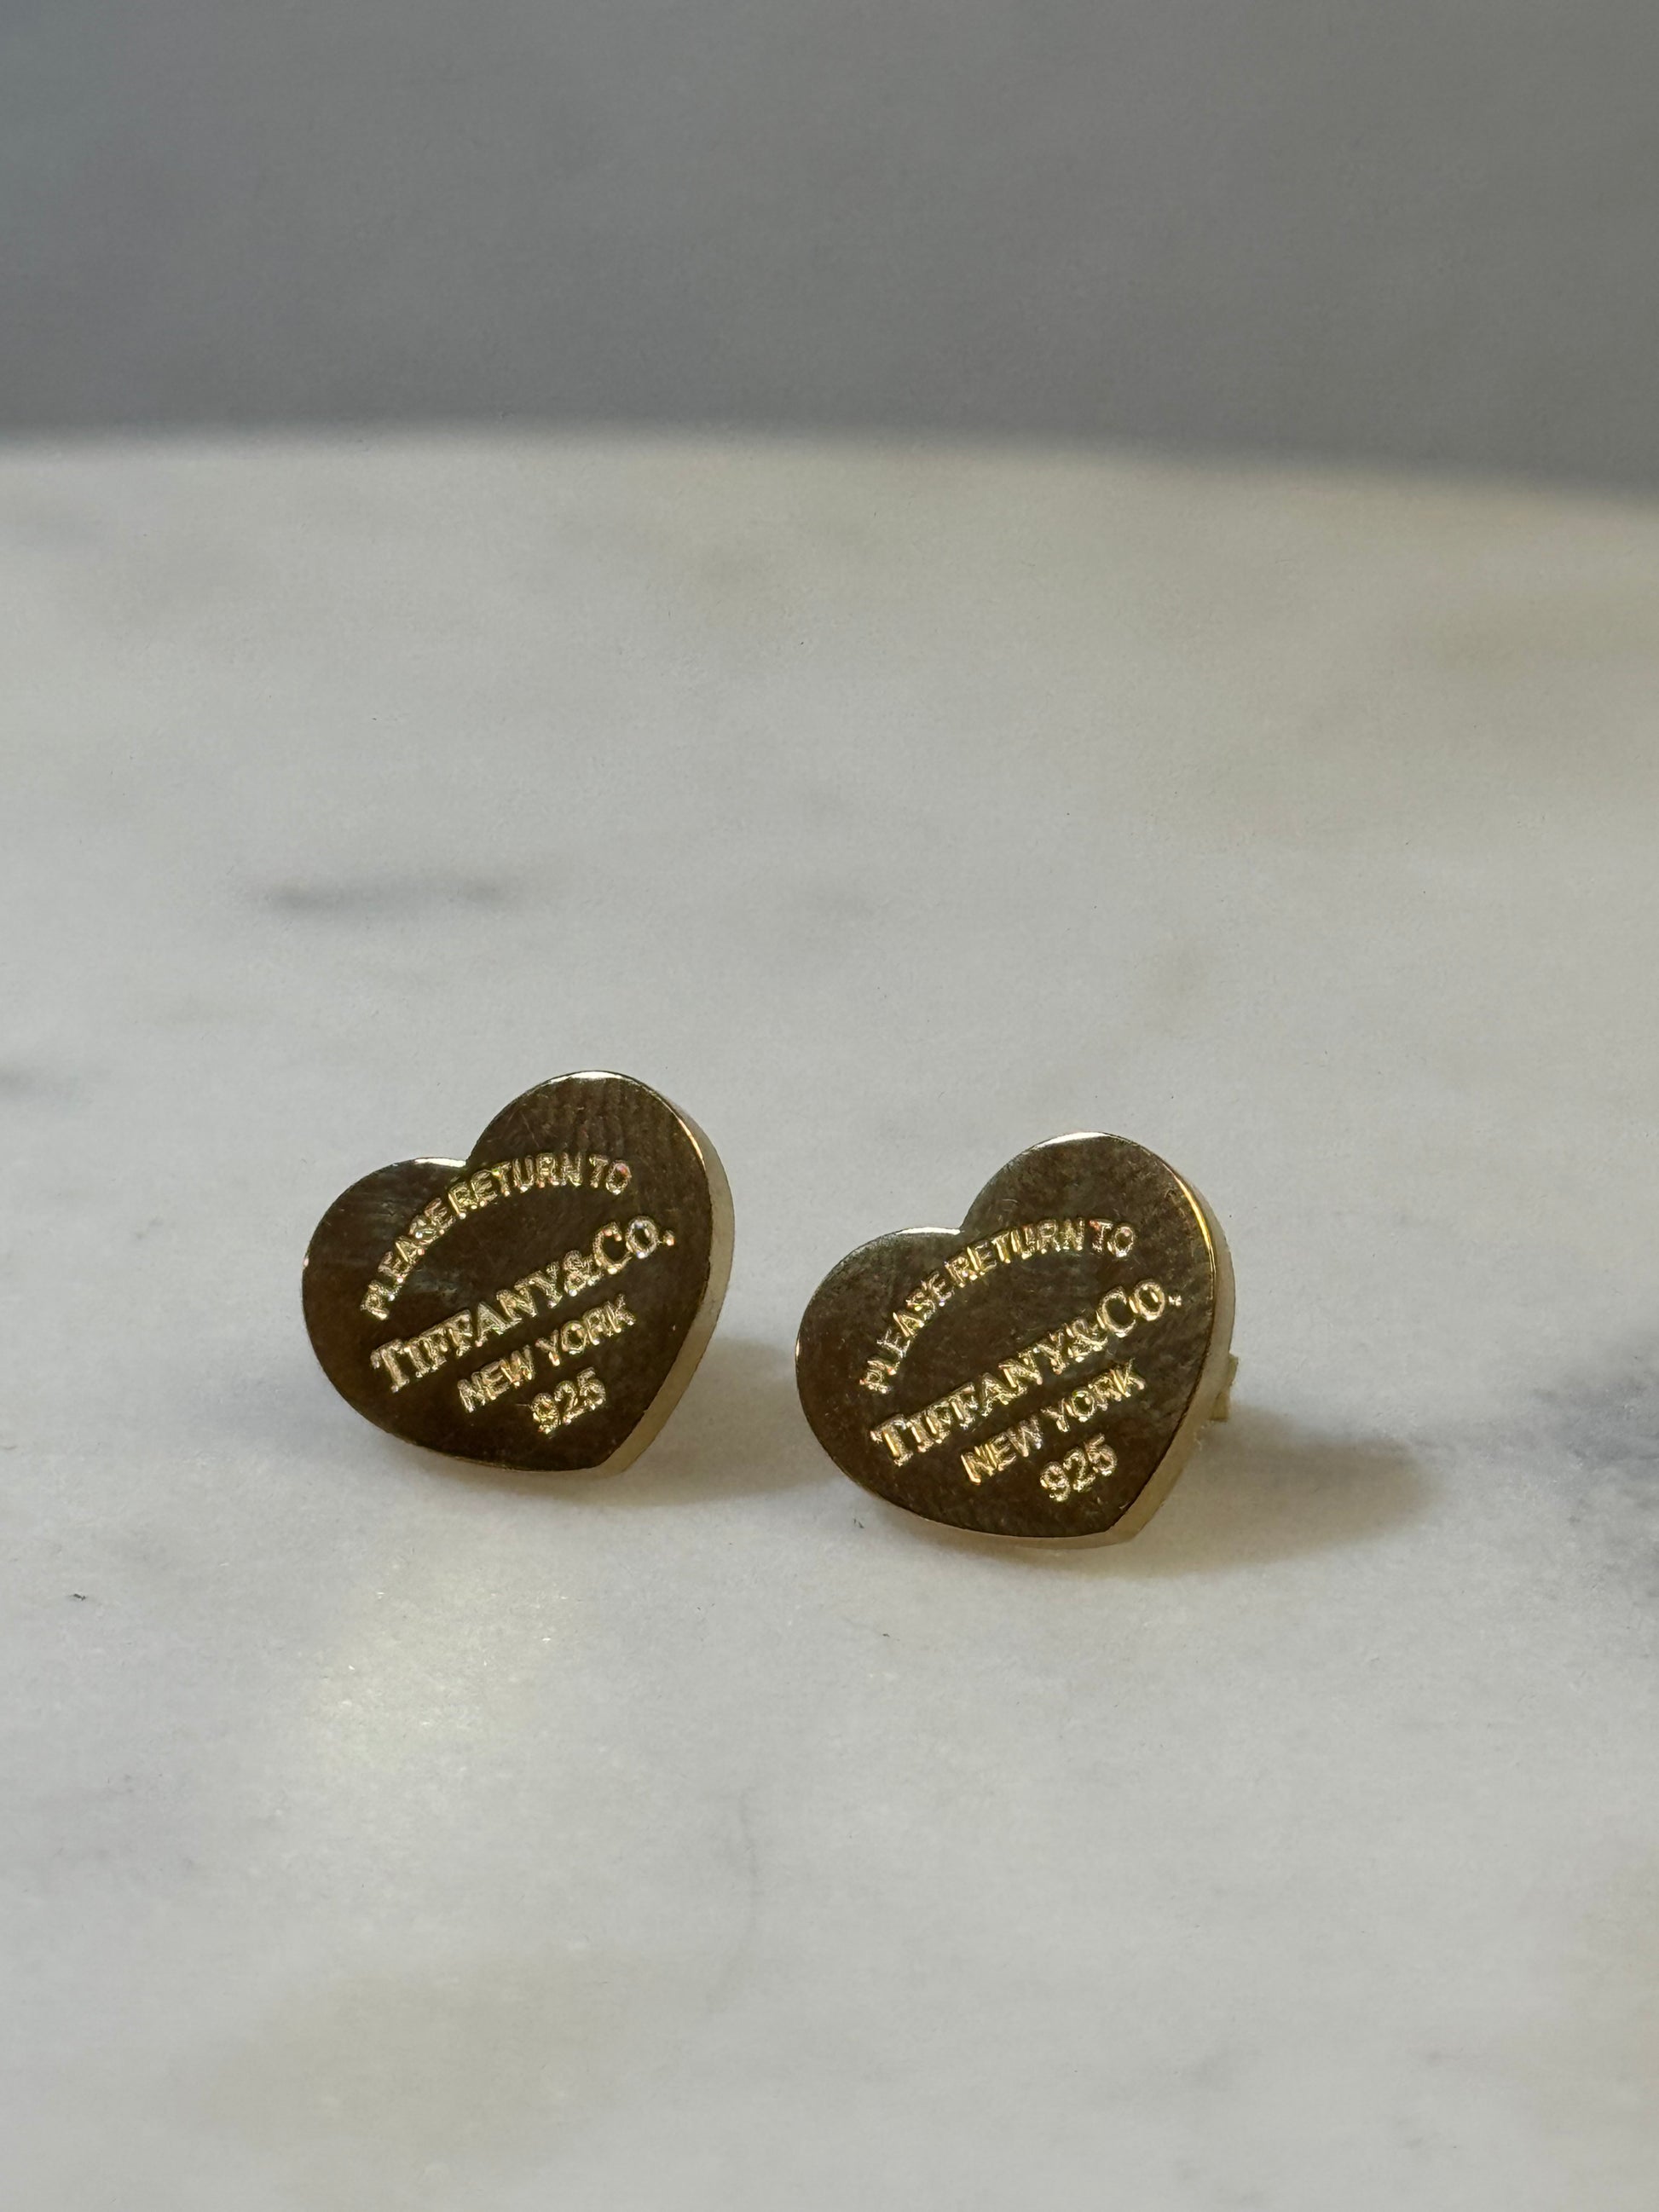 PLEASE RETURN TO
TIFFANY&CO.
NEW YORK
925
PLEASE RETURN TO
TIFFANY&CO.
NEW YORK
925